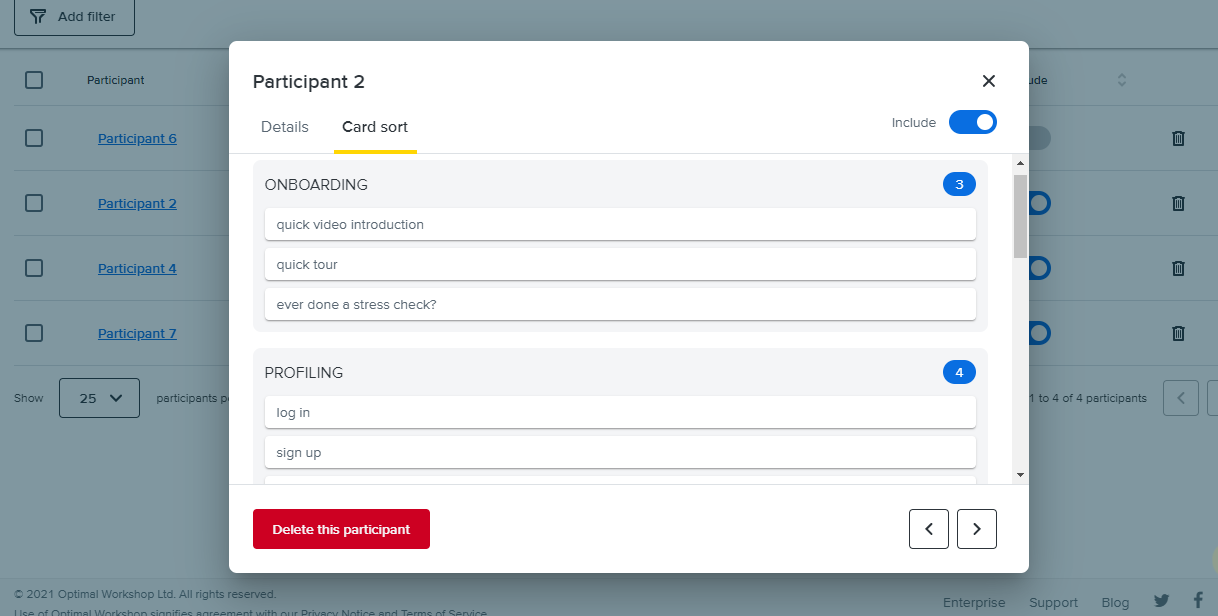 Add filter
Participant
ude
Participant 6
Participant 2
Participant 4
Participant 7
Show
25
participants p
1 to 4 of 4 participants
Participant 2
Details
Card sort
Include
ONBOARDING
3
quick video introduction
quick tour
ever done a stress check?
PROFILING
4
log in
sign up
Delete this participant
© 2021 Optimal Workshop Ltd. All rights reserved.
Use of Optimal Workshop signifies agreement with our Privacy Notice and Terms of Service
Enterprise
Support
Blog